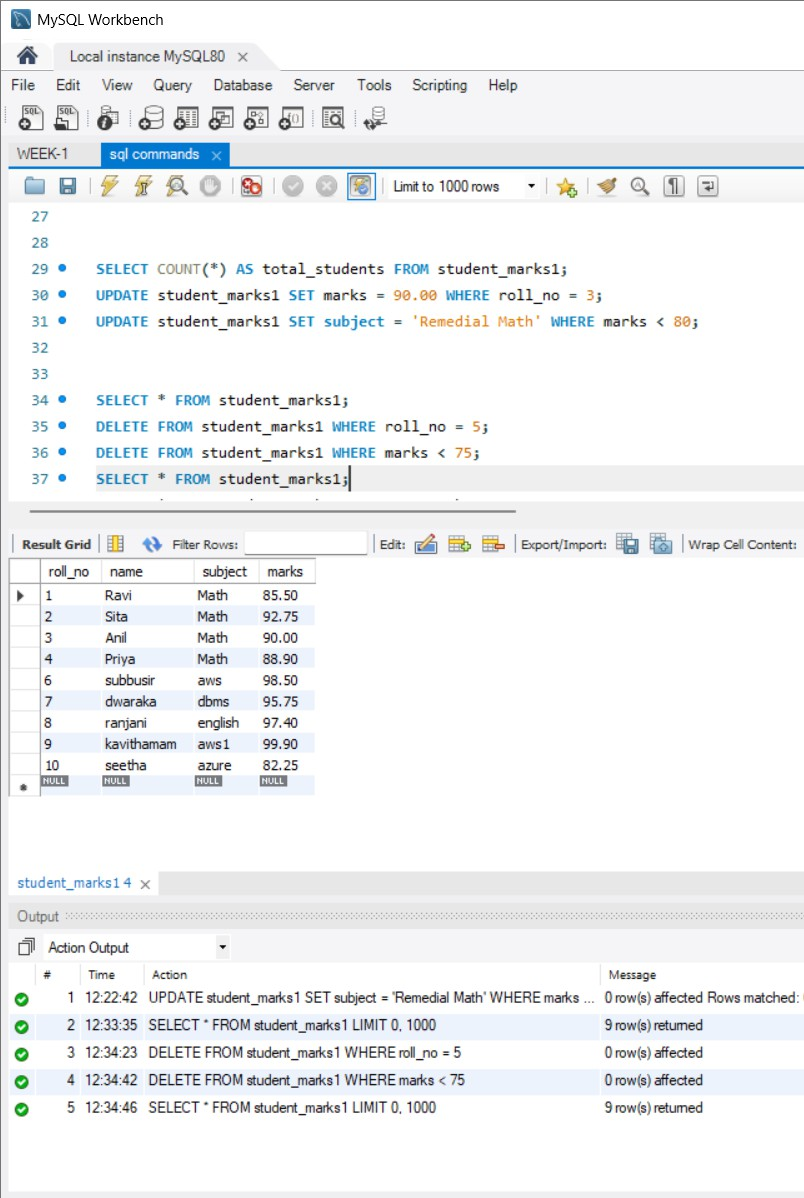 MySQL Workbench
Local instance MySQL80
File Edit View Query Database Server Tools Scripting Help
SQL SQL
WEEK-1 sql commands
Limit to 1000 rows
27
28
29 SELECT COUNT(*) AS total_students FROM student_marks1;
30 UPDATE student_marks1 SET marks = 90.00 WHERE roll_no = 3;
31 UPDATE student_marks1 SET subject = 'Remedial Math' WHERE marks < 80;
32
33
34 SELECT * FROM student_marks1;
35 DELETE FROM student_marks1 WHERE roll_no = 5;
36 DELETE FROM student_marks1 WHERE marks < 75;
37 SELECT * FROM student_marks1;
Result Grid Filter Rows: Edit: Export/Import: Wrap Cell Content:
roll_no name subject marks
1 Ravi Math 85.50
2 Sita Math 92.75
3 Anil Math 90.00
4 Priya Math 88.90
6 subbusir aws 98.50
7 dwaraka dbms 95.75
8 ranjani english 97.40
9 kavithamam aws1 99.90
10 seetha azure 82.25
NULL NULL NULL NULL
student_marks1 4
Output
Action Output
# Time Action Message
1 12:22:42 UPDATE student_marks1 SET subject = 'Remedial Math' WHERE marks ... 0 row(s) affected Rows matched:
2 12:33:35 SELECT * FROM student_marks1 LIMIT 0, 1000 9 row(s) returned
3 12:34:23 DELETE FROM student_marks1 WHERE roll_no = 5 0 row(s) affected
4 12:34:42 DELETE FROM student_marks1 WHERE marks < 75 0 row(s) affected
5 12:34:46 SELECT * FROM student_marks1 LIMIT 0, 1000 9 row(s) returned